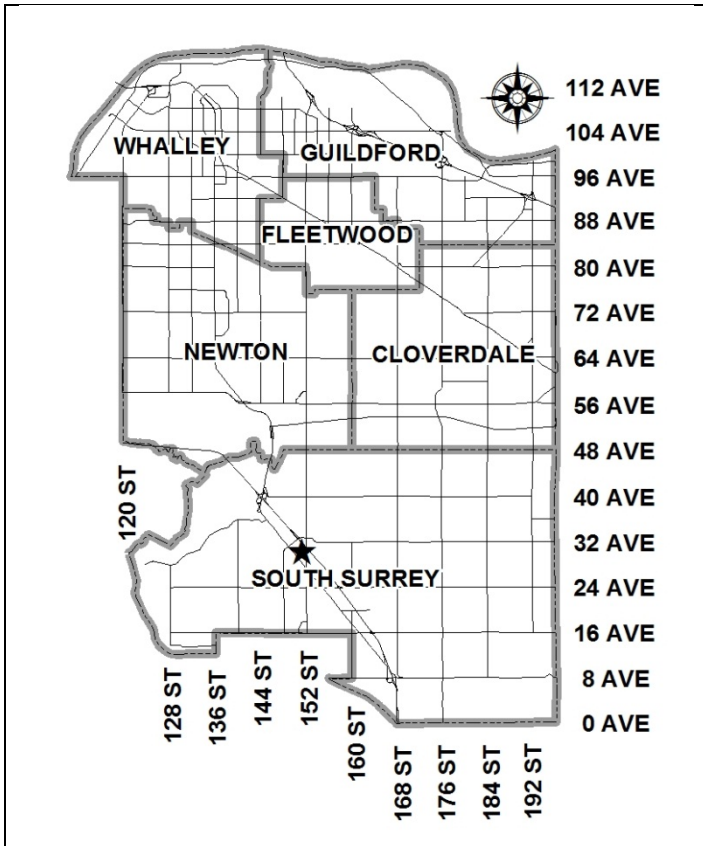 112 AVE
104 AVE
WHALLEY
GUILDFORD
96 AVE
88 AVE
FLEETWOOD
80 AVE
72 AVE
NEWTON
CLOVERDALE
64 AVE
56 AVE
48 AVE
120 ST
40 AVE
32 AVE
SOUTH SURREY
24 AVE
16 AVE
128 ST
136 ST
144 ST
152 ST
160 ST
8 AVE
0 AVE
168 ST
176 ST
184 ST
192 ST